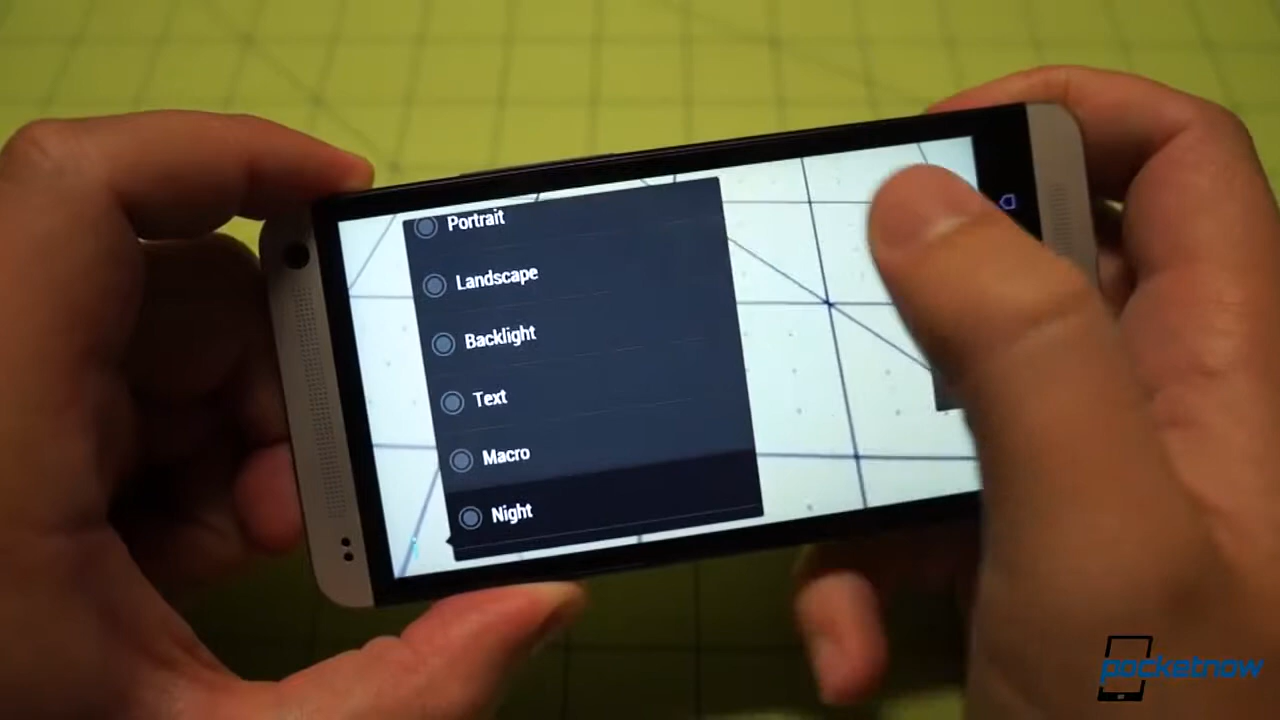 Portrait
Landscape
Backlight
Text
Macro
Night
pocketnow